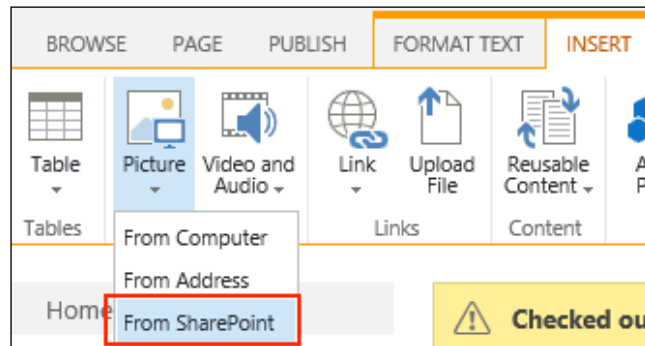 BROWSE PAGE PUBLISH FORMAT TEXT INSERT
Table Picture Video and Audio Link Upload File Reusable Content
Tables Links Content
From Computer
From Address
From SharePoint
Home
Checked